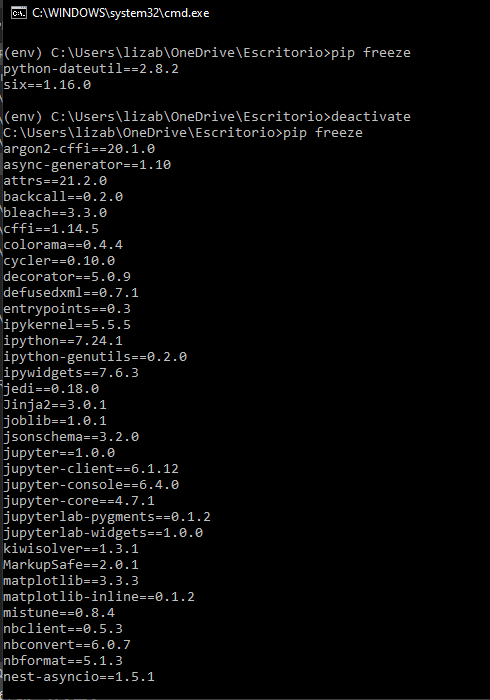 C:\WINDOWS\system32\cmd.exe
(env) C:\Users\lizab\OneDrive\Escritorio>pip freeze
python-dateutil==2.8.2
six==1.16.0
(env) C:\Users\lizab\OneDrive\Escritorio>deactivate
C:\Users\lizab\OneDrive\Escritorio>pip freeze
argon2-cffi==20.1.0
async-generator==1.10
attrs==21.2.0
backcall==0.2.0
bleach==3.3.0
cffi==1.14.5
colorama==0.4.4
cycler==0.10.0
decorator==5.0.9
defusedxml==0.7.1
entrypoints==0.3
ipykernel==5.5.5
ipython==7.24.1
ipython-genutils==0.2.0
ipywidgets==7.6.3
jedi==0.18.0
Jinja2==3.0.1
joblib==1.0.1
jsonschema==3.2.0
jupyter==1.0.0
jupyter-client==6.1.12
jupyter-console==6.4.0
jupyter-core==4.7.1
jupyterlab-pygments==0.1.2
jupyterlab-widgets==1.0.0
kiwisolver==1.3.1
MarkupSafe==2.0.1
matplotlib==3.3.3
matplotlib-inline==0.1.2
mistune==0.8.4
nbclient==0.5.3
nbconvert==6.0.7
nbformat==5.1.3
nest-asyncio==1.5.1